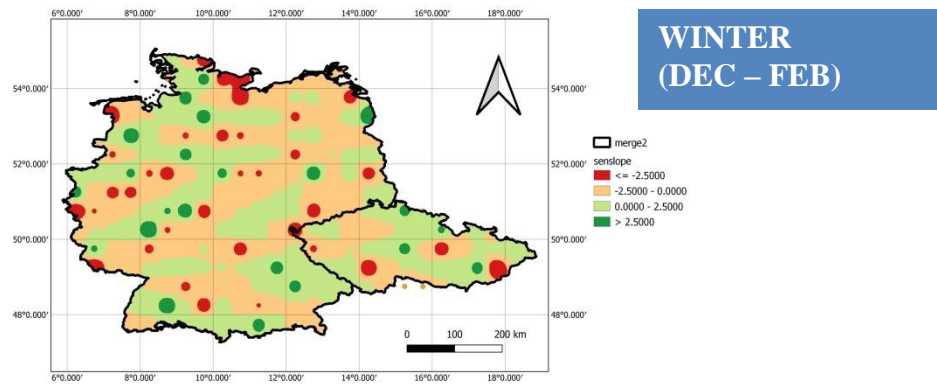 6°0.000' 8°0.000' 10°0.000' 12°0.000' 14°0.000' 16°0.000' 18°0.000'
WINTER
(DEC – FEB)
54°0.000' 54°0.000'
merge2
senslope
<= -2.5000
52°0.000' 52°0.000'
-2.5000 - 0.0000
0.0000 - 2.5000
> 2.5000
50°0.000' 50°0.000'
48°0.000' 48°0.000'
0 100 200 km
6°0.000' 8°0.000' 10°0.000' 12°0.000' 14°0.000' 16°0.000' 18°0.000'